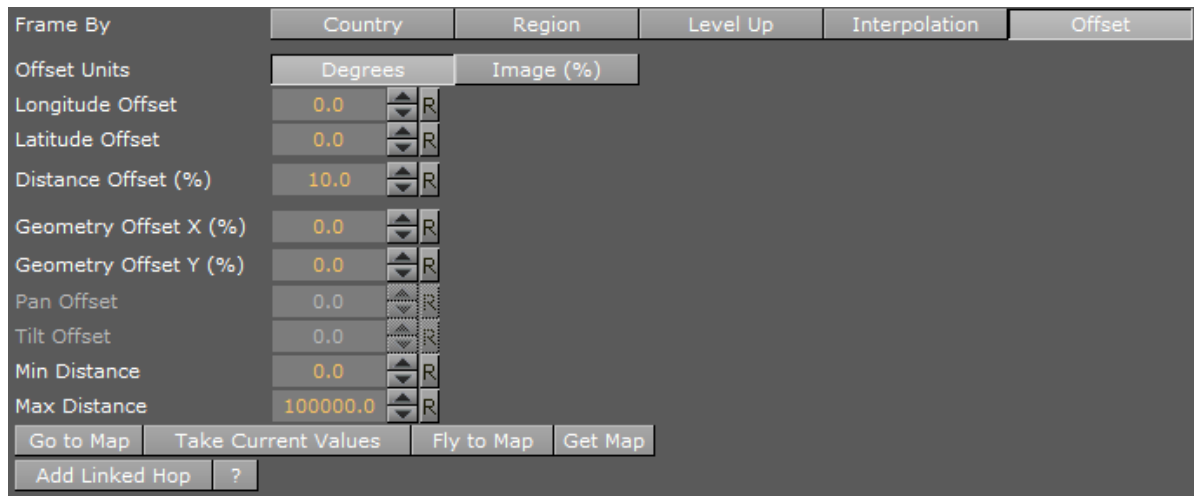 Frame By Country Region Level Up Interpolation Offset
Offset Units Degrees Image (%)
Longitude Offset 0.0 R
Latitude Offset 0.0 R
Distance Offset (%) 10.0 R
Geometry Offset X (%) 0.0 R
Geometry Offset Y (%) 0.0 R
Pan Offset 0.0 R
Tilt Offset 0.0 R
Min Distance 0.0 R
Max Distance 100000.0 R
Go to Map Take Current Values Fly to Map Get Map
Add Linked Hop ?